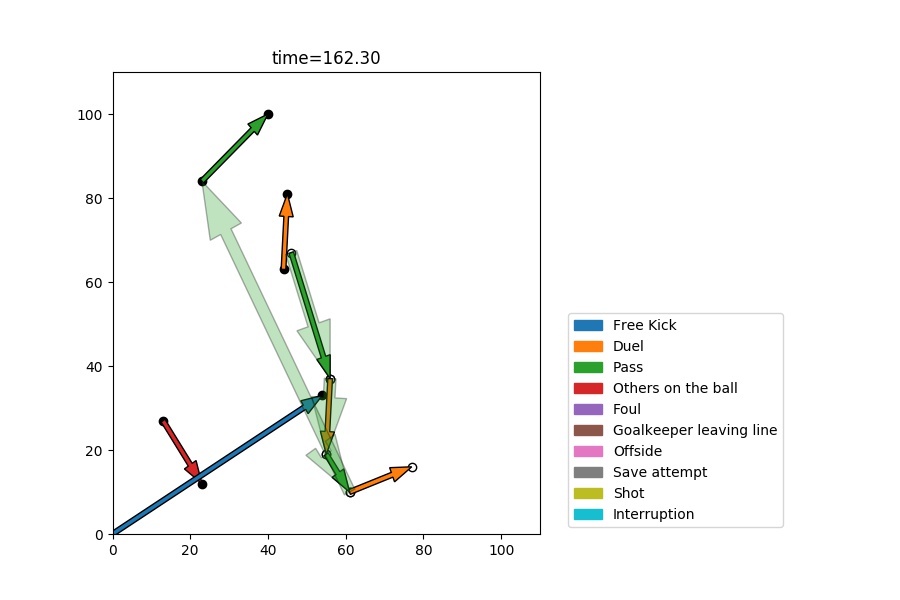 time=162.30
100
80
60
40
20
0
0 20 40 60 80 100
Free Kick
Duel
Pass
Others on the ball
Foul
Goalkeeper leaving line
Offside
Save attempt
Shot
Interruption